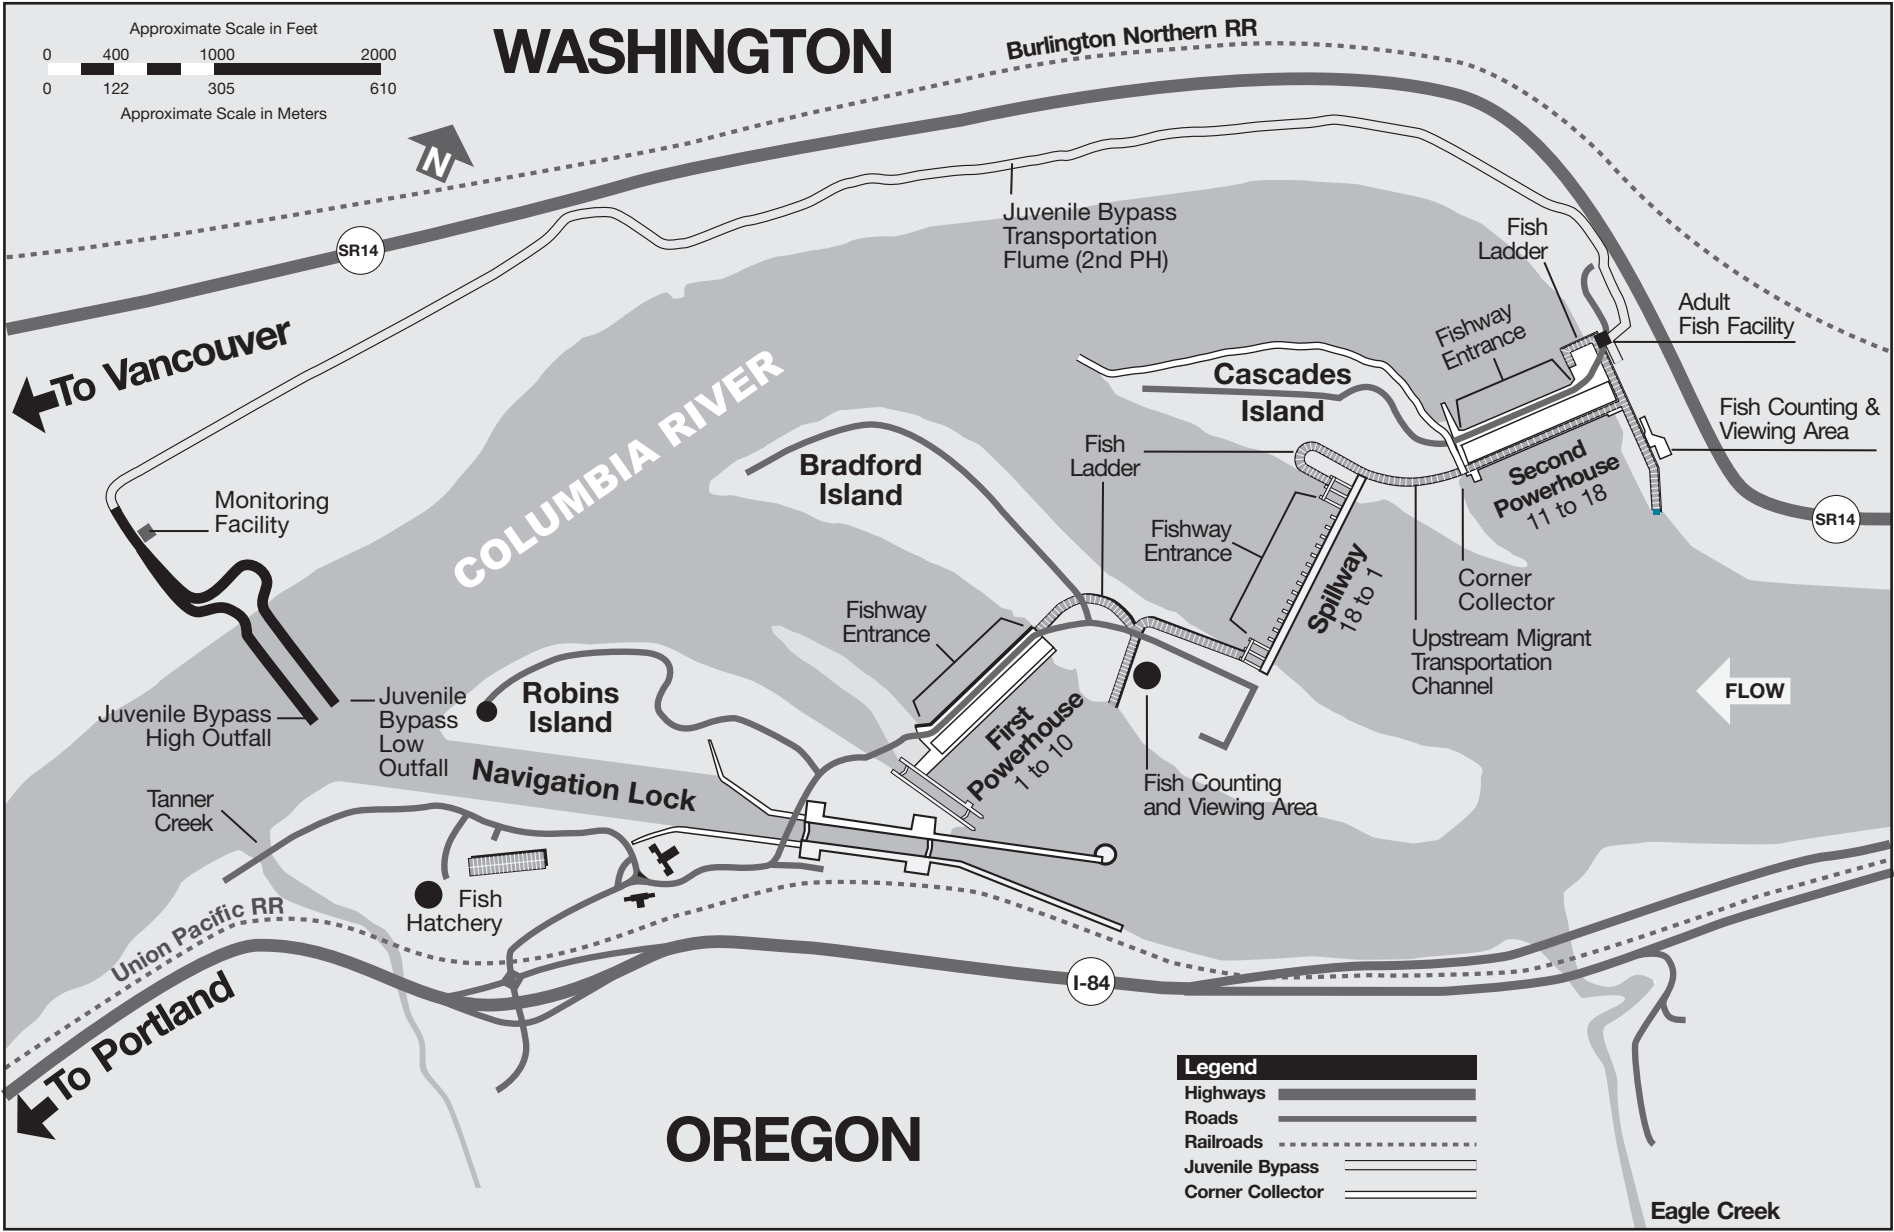 Approximate Scale in Feet
0 400 1000 2000
0 122 305 610
Approximate Scale in Meters
N
WASHINGTON
Burlington Northern RR
SR14
To Vancouver
Juvenile Bypass
Transportation
Flume (2nd PH)
Fish
Ladder
Adult
Fish Facility
Fishway
Entrance
Cascades
Island
Fish Counting &
Viewing Area
Second
Powerhouse
11 to 18
SR14
COLUMBIA RIVER
Bradford
Island
Fish
Ladder
Monitoring
Facility
Fishway
Entrance
Spillway
18 to 1
Corner
Collector
Upstream Migrant
Transportation
Channel
FLOW
Fishway
Entrance
Robins
Island
Juvenile Bypass
High Outfall
Juvenile
Bypass
Low
Outfall
First
Powerhouse
1 to 10
Fish Counting
and Viewing Area
Navigation Lock
Tanner
Creek
Fish
Hatchery
Union Pacific RR
To Portland
I-84
OREGON
Legend
Highways
Roads
Railroads
Juvenile Bypass
Corner Collector
Eagle Creek